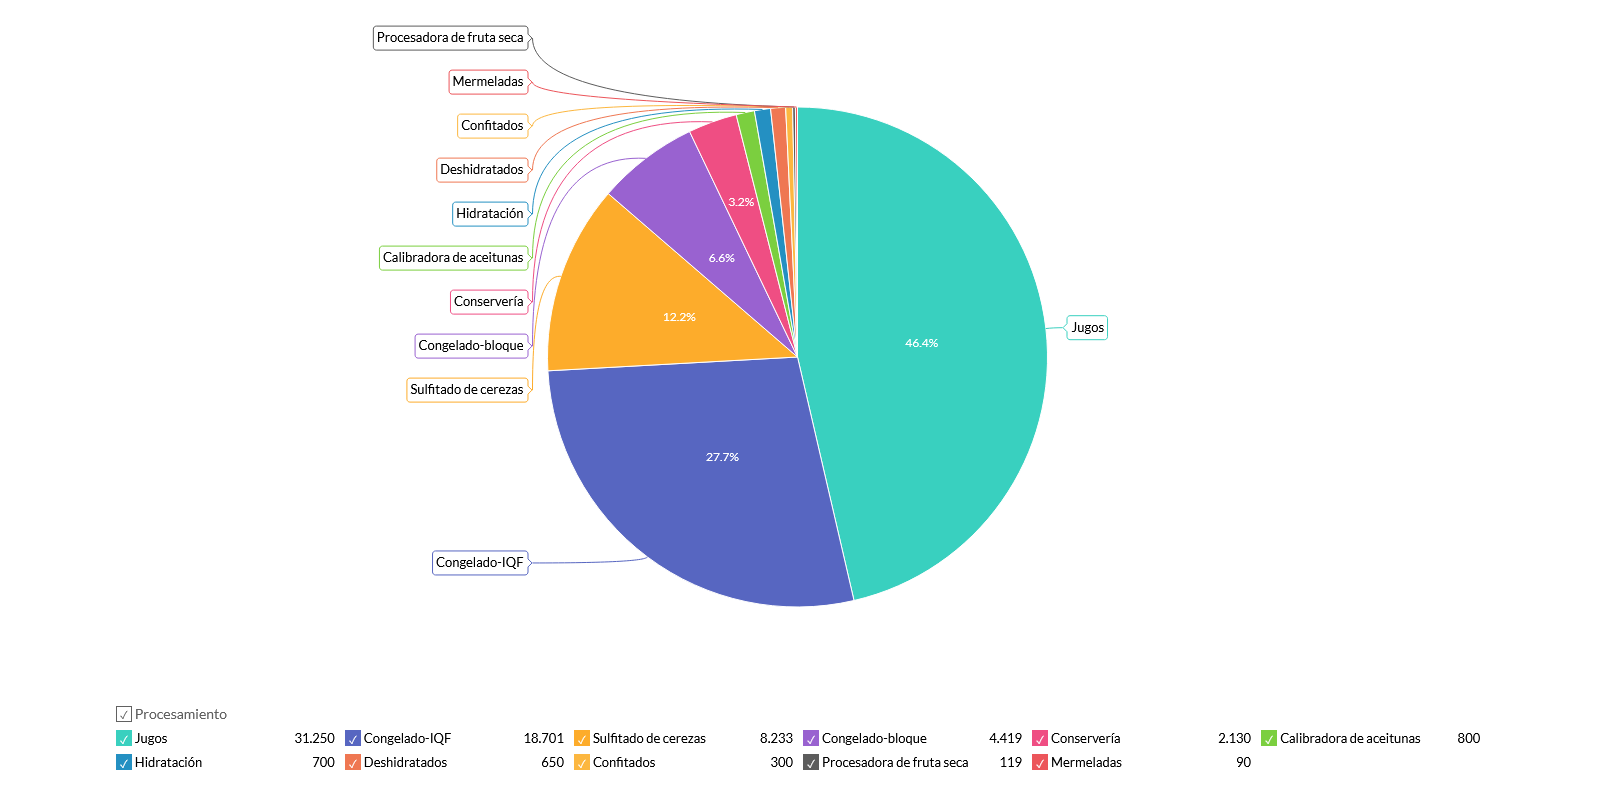 Procesadora de fruta seca
Mermeladas
Confitados
Deshidratados
Hidratación
Calibradora de aceitunas
Conservería
Congelado-bloque
Sulfitado de cerezas
Congelado-IQF
Jugos
3.2%
6.6%
12.2%
46.4%
27.7%
Procesamiento
Jugos 31.250 Congelado-IQF 18.701 Sulfitado de cerezas 8.233 Congelado-bloque 4.419 Conservería 2.130 Calibradora de aceitunas 800
Hidratación 700 Deshidratados 650 Confitados 300 Procesadora de fruta seca 119 Mermeladas 90